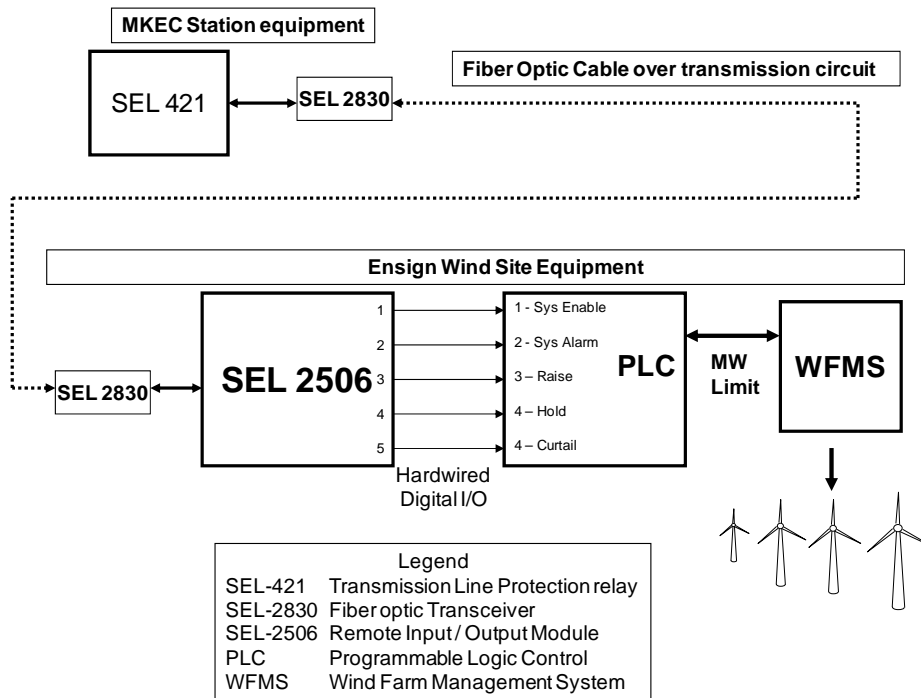 MKEC Station equipment
SEL 421
SEL 2830
Fiber Optic Cable over transmission circuit
Ensign Wind Site Equipment
SEL 2830
SEL 2506
1
2
3
4
5
Hardwired
Digital I/O
1 - Sys Enable
2 - Sys Alarm
3 – Raise
4 – Hold
4 – Curtail
PLC
MW
Limit
WFMS
Legend
SEL-421 Transmission Line Protection relay
SEL-2830 Fiber optic Transceiver
SEL-2506 Remote Input / Output Module
PLC Programmable Logic Control
WFMS Wind Farm Management System